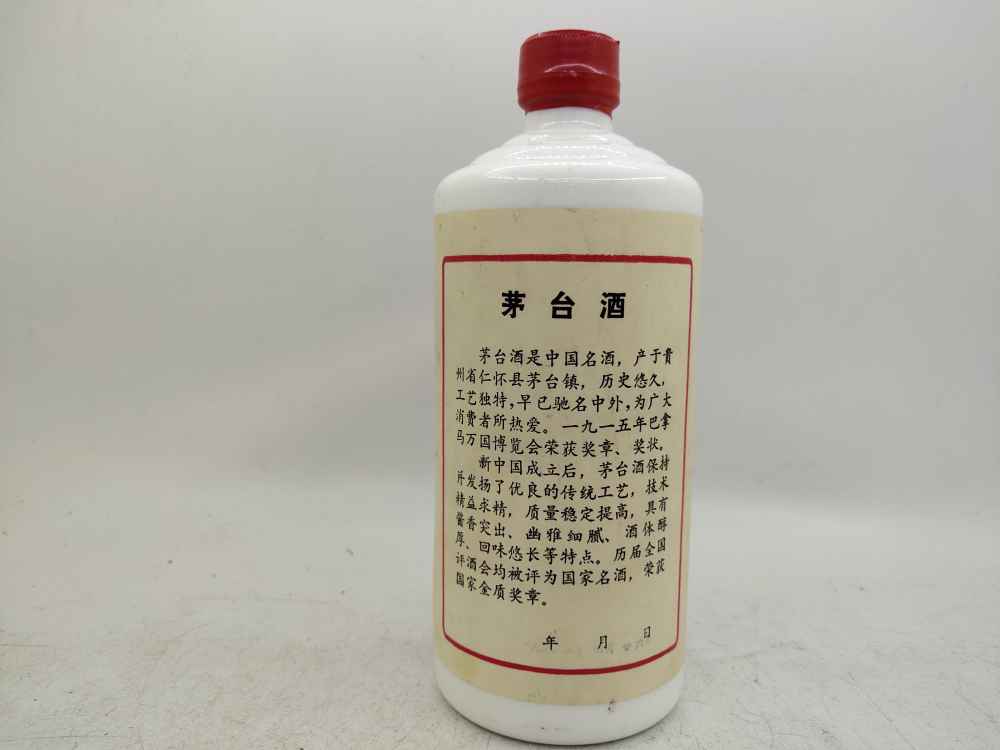 茅台酒
茅台酒是中国名酒，产于貴
州省仁怀县茅台镇，历史悠久，
工艺独特，早已驰名中外，为广大
消费者所热爱。一九一五年巴拿
马万国博览会荣获奖章、奖状。
新中国成立后，茅台酒保持
并发扬了优良的传统工艺，技术
精益求精，质量稳定提高，具有
酱香突出、幽雅细腻、酒体醇
厚、回味悠长等特点。历届全国
评酒会均被评为国家名酒，荣获
国家金质奖章。
年 月 日